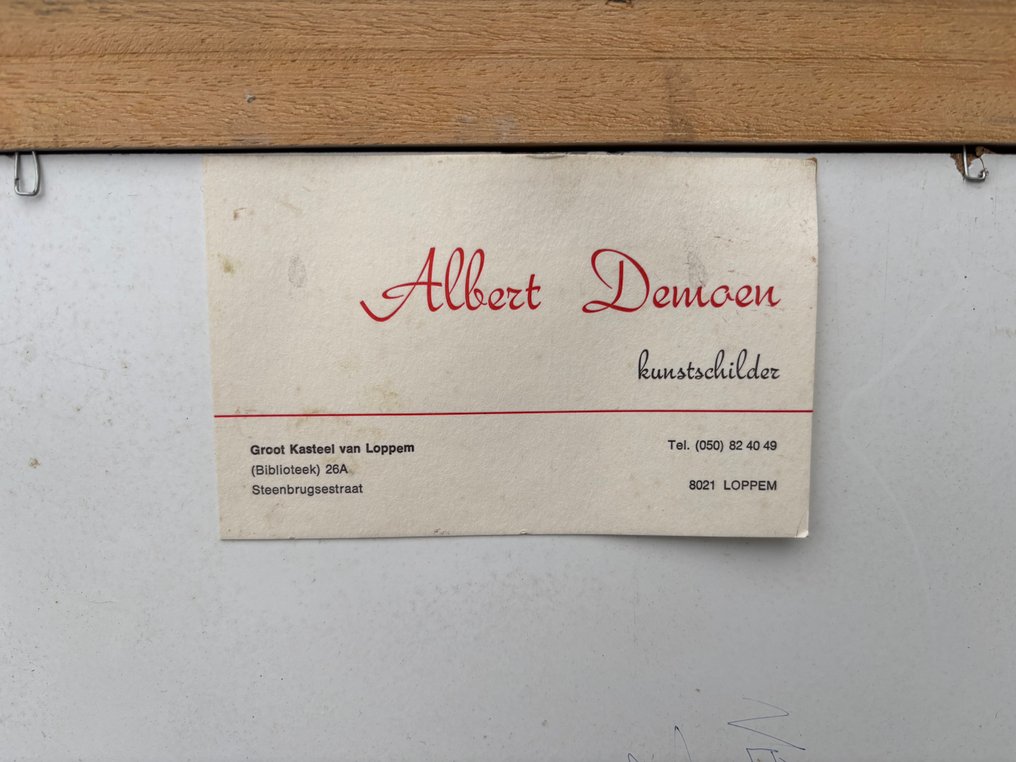 Albert Demoen
kunstschilder
Groot Kasteel van Loppem
(Biblioteek) 26A
Steenbrugsestraat
Tel. (050) 82 40 49
8021 LOPPEM